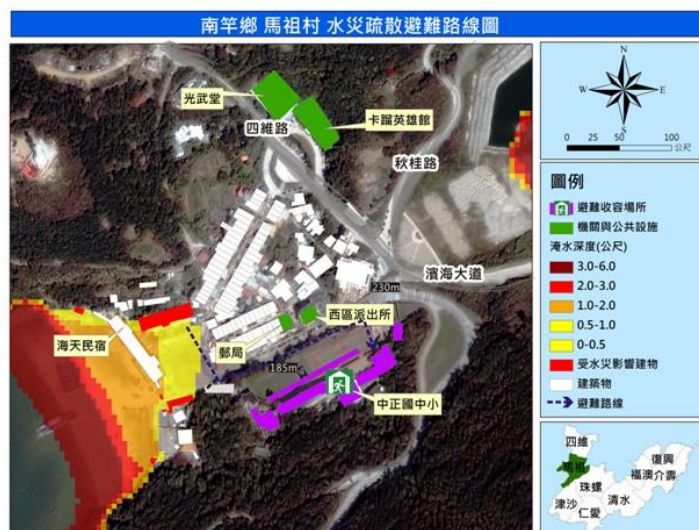 南竿鄉 馬祖村 水災疏散避難路線圖
光武堂
四維路
卡蹓英雄館
秋桂路
濱海大道
230m
西區派出所
郵局
海天民宿
185m
中正國中小
N
W
E
S
0 25 50 100
公尺
圖例
避難收容場所
機關與公共設施
淹水深度(公尺)
3.0-6.0
2.0-3.0
1.0-2.0
0.5-1.0
0-0.5
受水災影響建物
建築物
避難路線
四維
馬祖
復興
福澳 介壽
珠螺
清水
津沙
仁愛